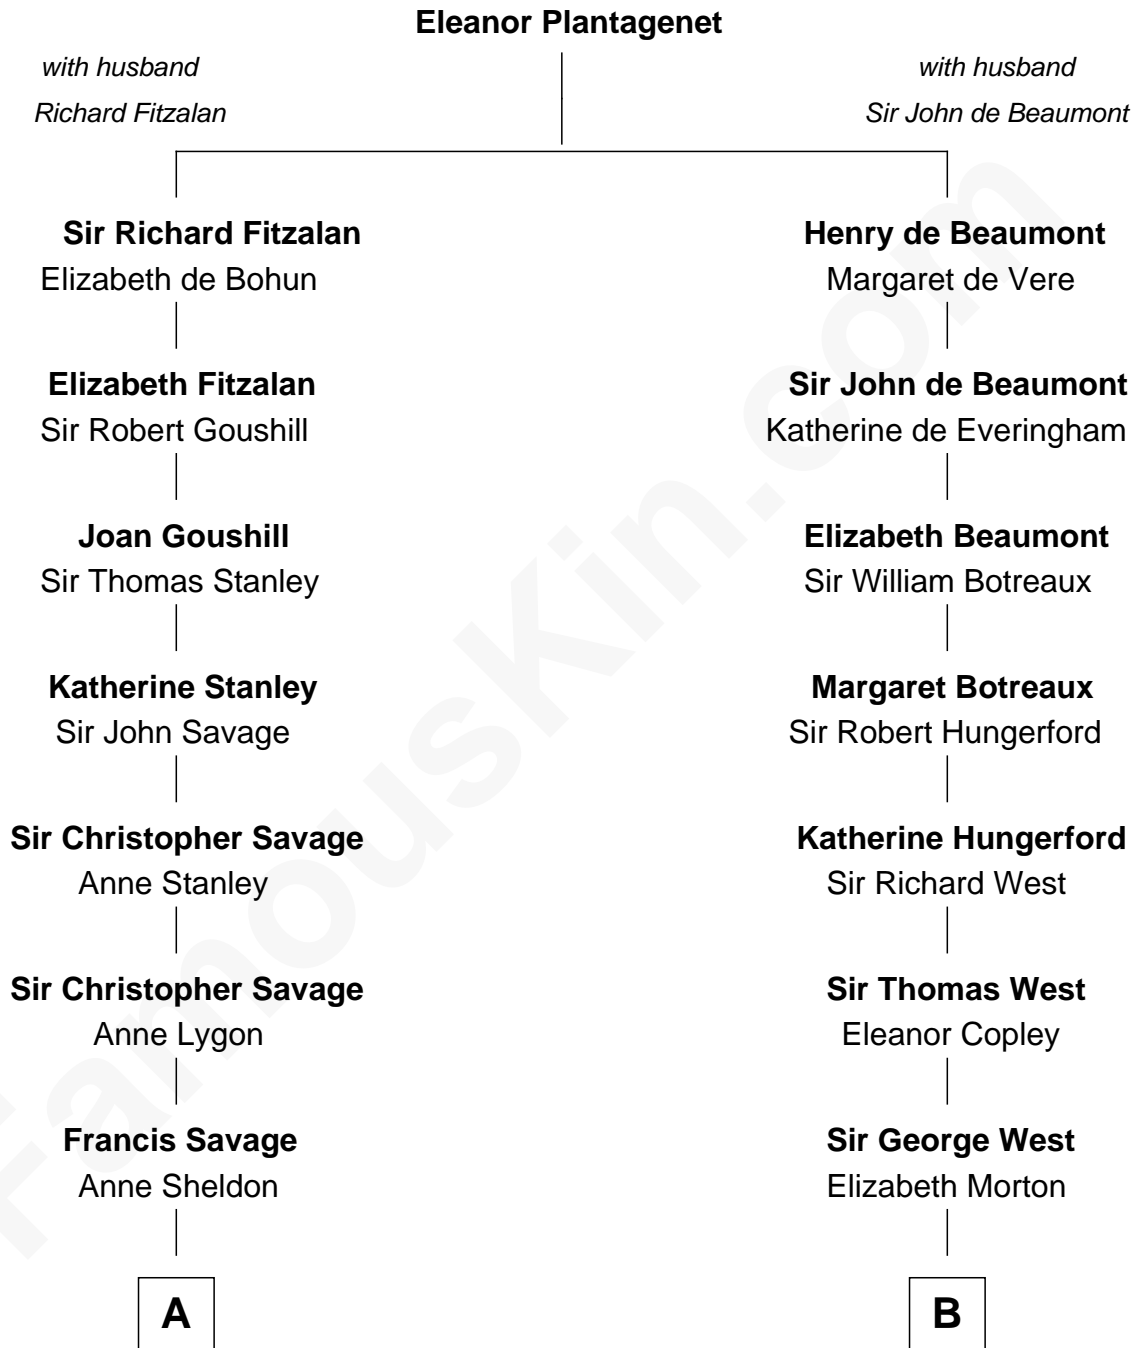 Eleanor Plantagenet
with husband
Richard Fitzalan
with husband
Sir John de Beaumont
Sir Richard Fitzalan
Elizabeth de Bohun
Henry de Beaumont
Margaret de Vere
Elizabeth Fitzalan
Sir Robert Goushill
Sir John de Beaumont
Katherine de Everingham
Joan Goushill
Sir Thomas Stanley
Elizabeth Beaumont
Sir William Botreaux
Katherine Stanley
Sir John Savage
Margaret Botreaux
Sir Robert Hungerford
Sir Christopher Savage
Anne Stanley
Katherine Hungerford
Sir Richard West
Sir Christopher Savage
Anne Lygon
Sir Thomas West
Eleanor Copley
Francis Savage
Anne Sheldon
Sir George West
Elizabeth Morton
A
B
FamousKin.com